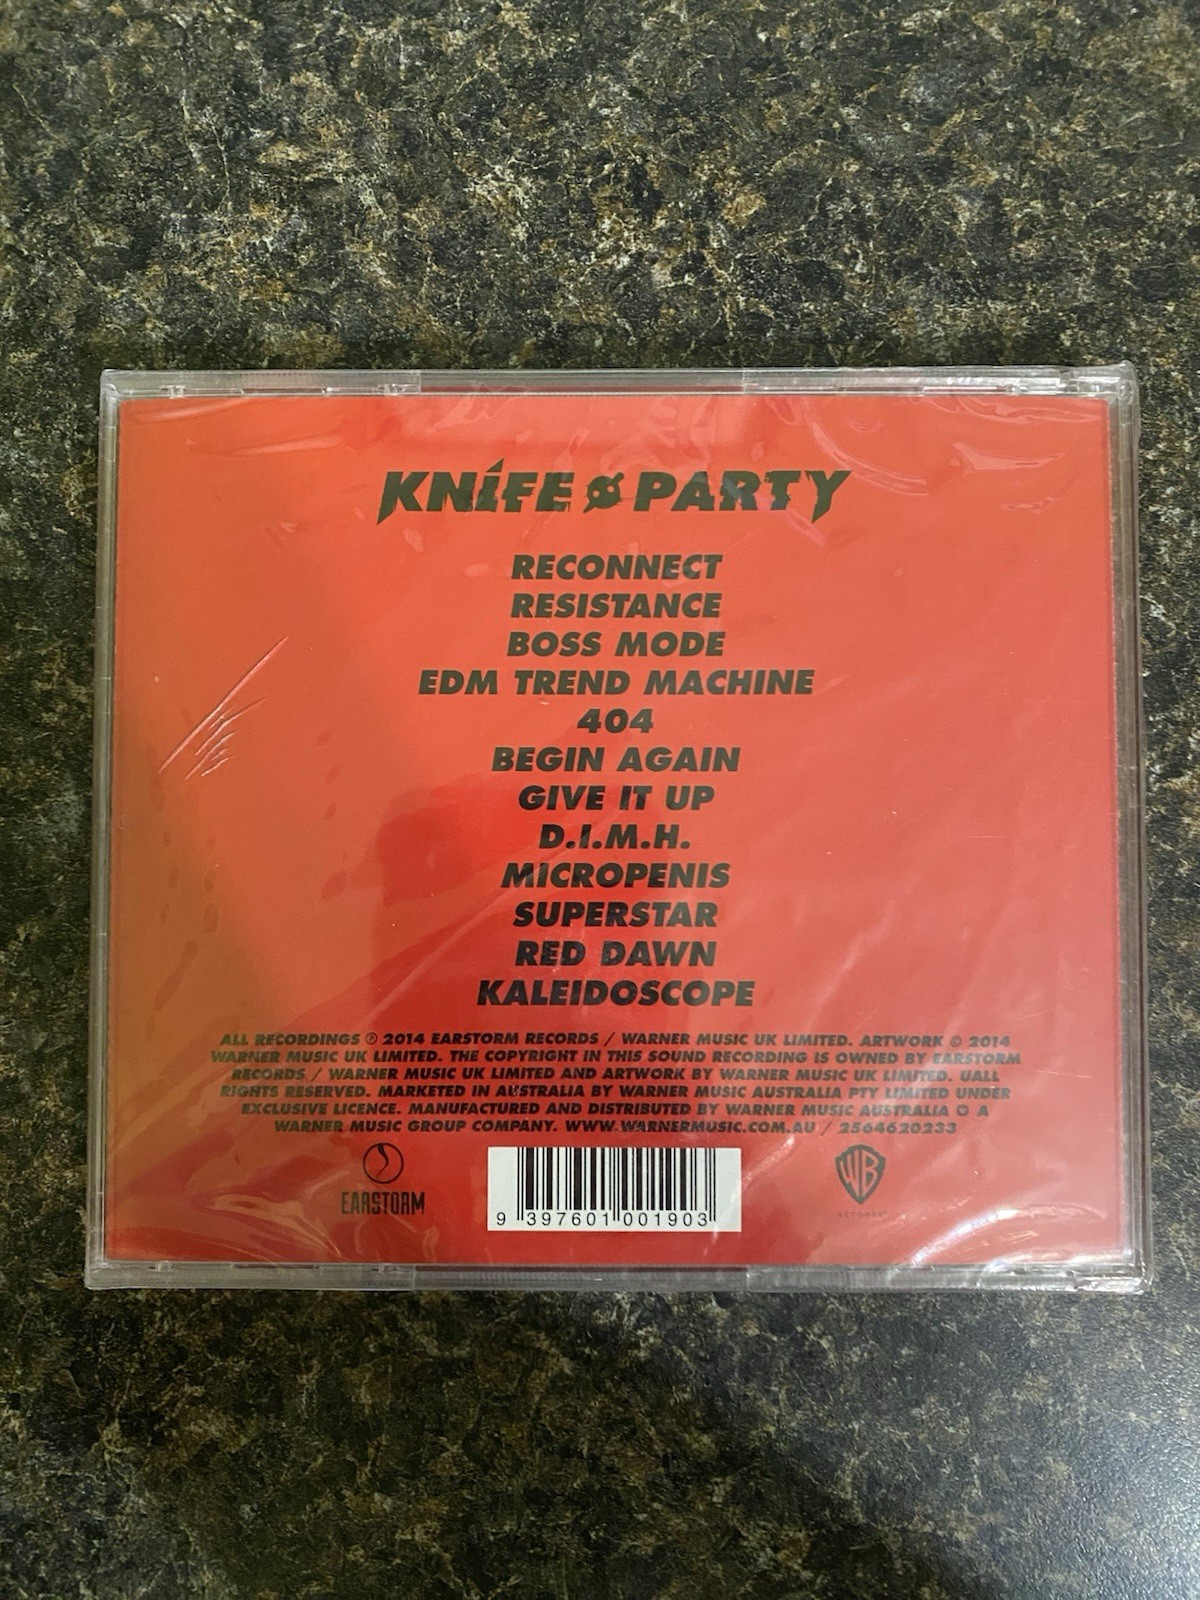 KNIFE PARTY
RECONNECT
RESISTANCE
BOSS MODE
EDM TREND MACHINE
404
BEGIN AGAIN
GIVE IT UP
D.I.M.H.
MICROPENIS
SUPERSTAR
RED DAWN
KALEIDOSCOPE
ALL RECORDINGS ℗ 2014 EARSTORM RECORDS / WARNER MUSIC UK LIMITED. ARTWORK © 2014
WARNER MUSIC UK LIMITED. THE COPYRIGHT IN THIS SOUND RECORDING IS OWNED BY EARSTORM
RECORDS / WARNER MUSIC UK LIMITED AND ARTWORK BY WARNER MUSIC UK LIMITED. UALL
RIGHTS RESERVED. MARKETED IN AUSTRALIA BY WARNER MUSIC AUSTRALIA PTY LIMITED UNDER
EXCLUSIVE LICENCE. MANUFACTURED AND DISTRIBUTED BY WARNER MUSIC AUSTRALIA A
WARNER MUSIC GROUP COMPANY. WWW.WARNERMUSIC.COM.AU / 2564620233
EARSTORM
9 397601 001903
WB